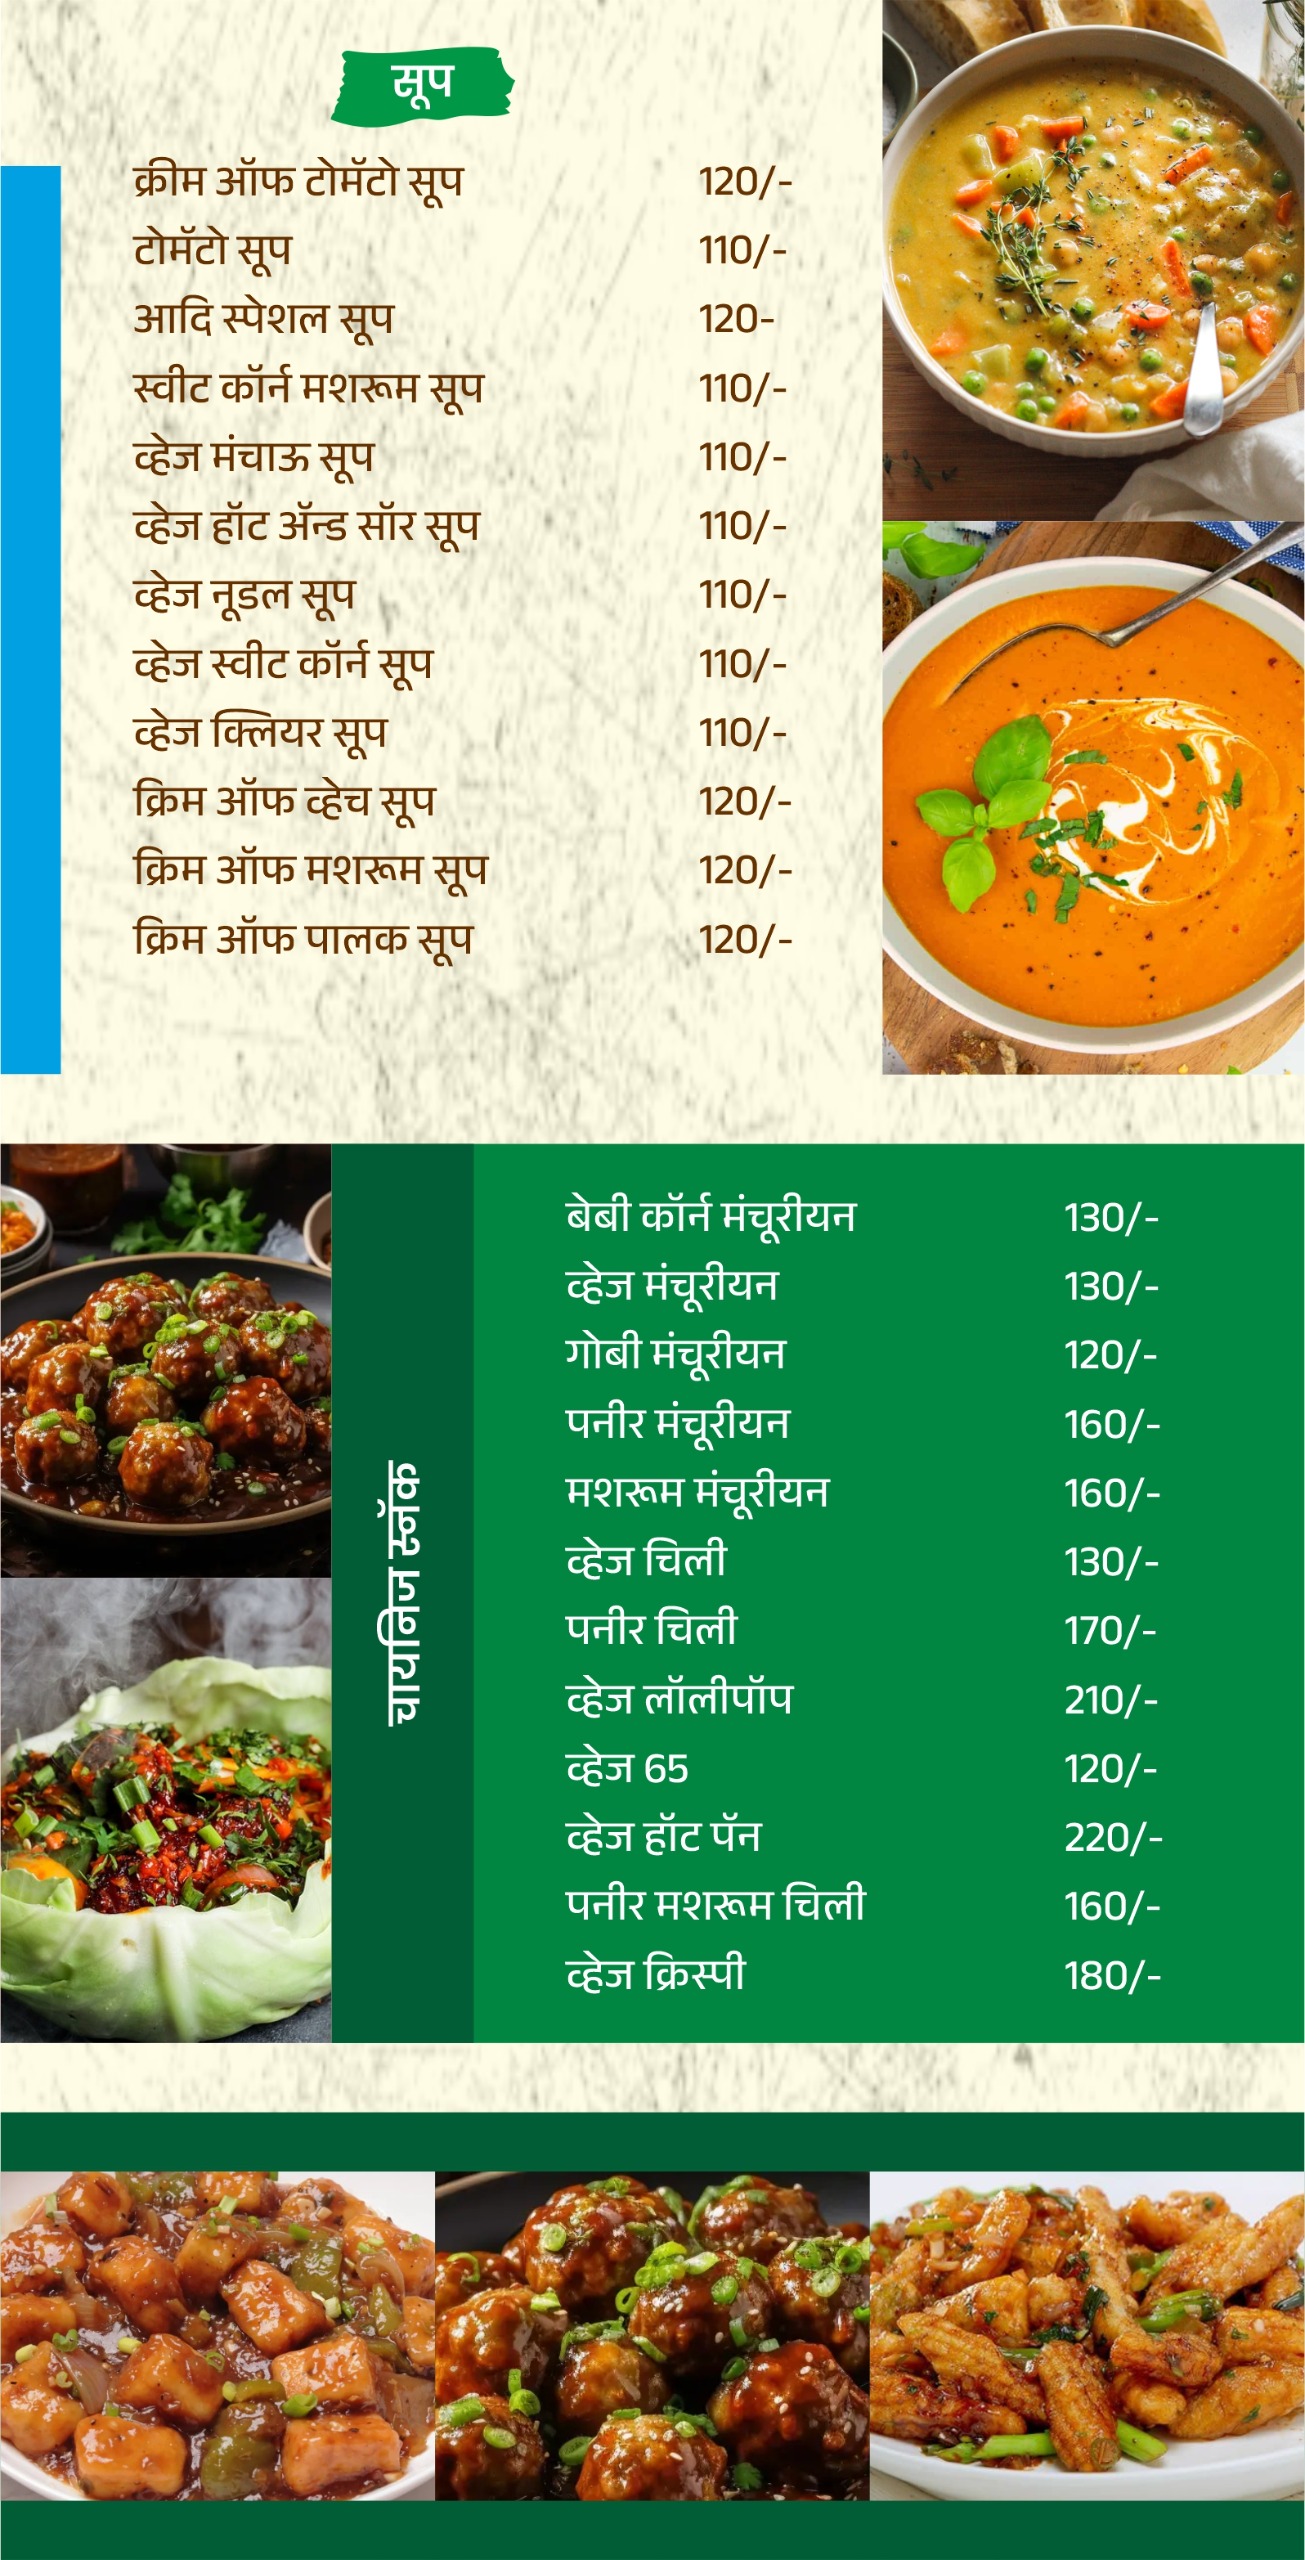 सूप
क्रीम ऑफ टोमॅटो सूप 120/-
टोमॅटो सूप 110/-
आदि स्पेशल सूप 120-
स्वीट कॉर्न मशरूम सूप 110/-
व्हेज मंचाऊ सूप 110/-
व्हेज हॉट ॲन्ड सॉर सूप 110/-
व्हेज नूडल सूप 110/-
व्हेज स्वीट कॉर्न सूप 110/-
व्हेज क्लियर सूप 110/-
क्रिम ऑफ व्हेच सूप 120/-
क्रिम ऑफ मशरूम सूप 120/-
क्रिम ऑफ पालक सूप 120/-
चायनिज स्नॅक
बेबी कॉर्न मंचूरीयन 130/-
व्हेज मंचूरीयन 130/-
गोबी मंचूरीयन 120/-
पनीर मंचूरीयन 160/-
मशरूम मंचूरीयन 160/-
व्हेज चिली 130/-
पनीर चिली 170/-
व्हेज लॉलीपॉप 210/-
व्हेज 65 120/-
व्हेज हॉट पॅन 220/-
पनीर मशरूम चिली 160/-
व्हेज क्रिस्पी 180/-